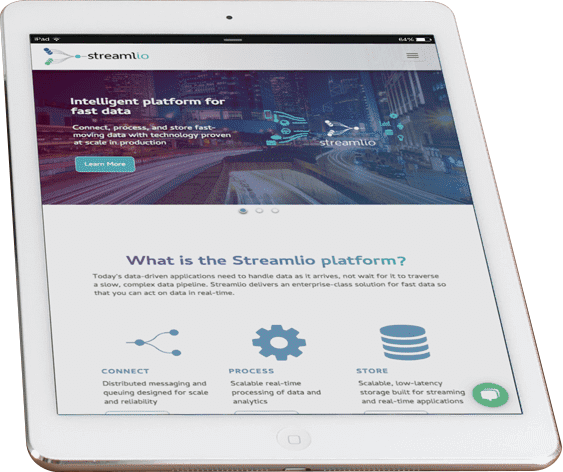 iPad 64%
streamlio
Intelligent platform for
fast data
Connect, process, and store fast-
moving data with technology proven
at scale in production
Learn More
streamlio
What is the Streamlio platform?
Today's data-driven applications need to handle data as it arrives, not wait for it to traverse
a slow, complex data pipeline. Streamlio delivers an enterprise-class solution for fast data so
that you can act on data in real-time.
CONNECT
Distributed messaging and
queuing designed for scale
and reliability
PROCESS
Scalable real-time
processing of data and
analytics
STORE
Scalable, low-latency
storage built for streaming
and real-time applications